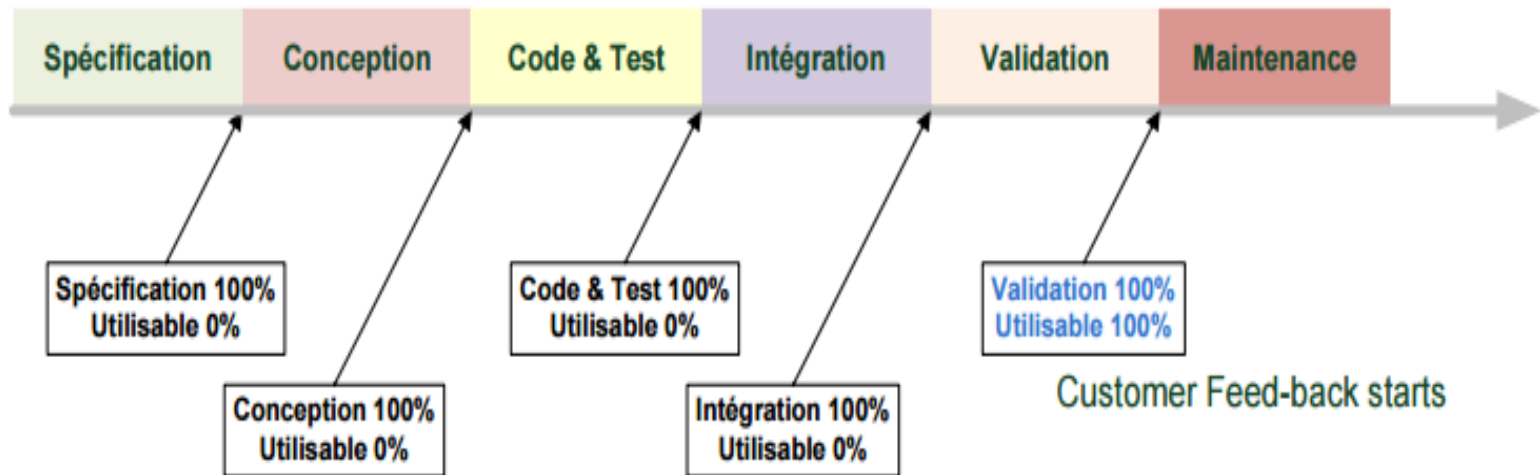 Spécification Conception Code & Test Intégration Validation Maintenance
Spécification 100%
Utilisable 0%
Code & Test 100%
Utilisable 0%
Validation 100%
Utilisable 100%
Conception 100%
Utilisable 0%
Intégration 100%
Utilisable 0%
Customer Feed-back starts